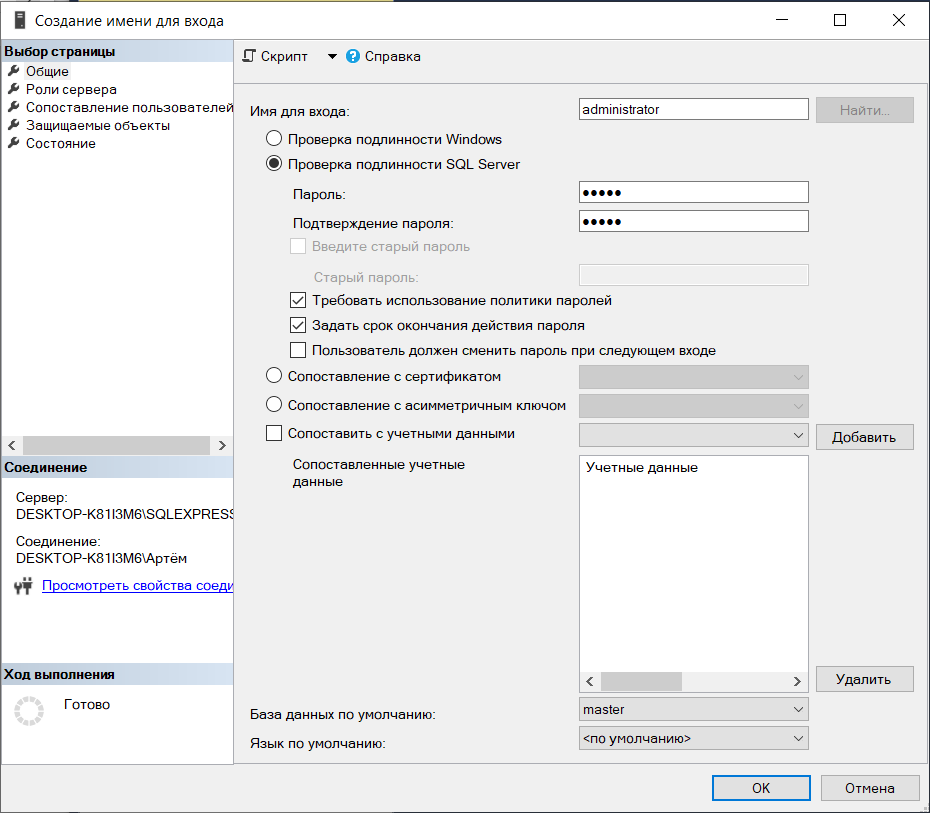 Создание имени для входа
Выбор страницы
Общие
Роли сервера
Сопоставление пользователей
Защищаемые объекты
Состояние
Скрипт
Справка
Имя для входа:
administrator
Найти...
Проверка подлинности Windows
Проверка подлинности SQL Server
Пароль:
●●●●●
Подтверждение пароля:
●●●●●
Введите старый пароль
Старый пароль:
Требовать использование политики паролей
Задать срок окончания действия пароля
Пользователь должен сменить пароль при следующем входе
Сопоставление с сертификатом
Сопоставление с асимметричным ключом
Сопоставить с учетными данными
Добавить
Сопоставленные учетные
данные
Учетные данные
Удалить
База данных по умолчанию:
master
Язык по умолчанию:
<по умолчанию>
Соединение
Сервер:
DESKTOP-K81I3M6\SQLEXPRESS
Соединение:
DESKTOP-K81I3M6\Артём
Просмотреть свойства соеди
Ход выполнения
Готово
OK
Отмена